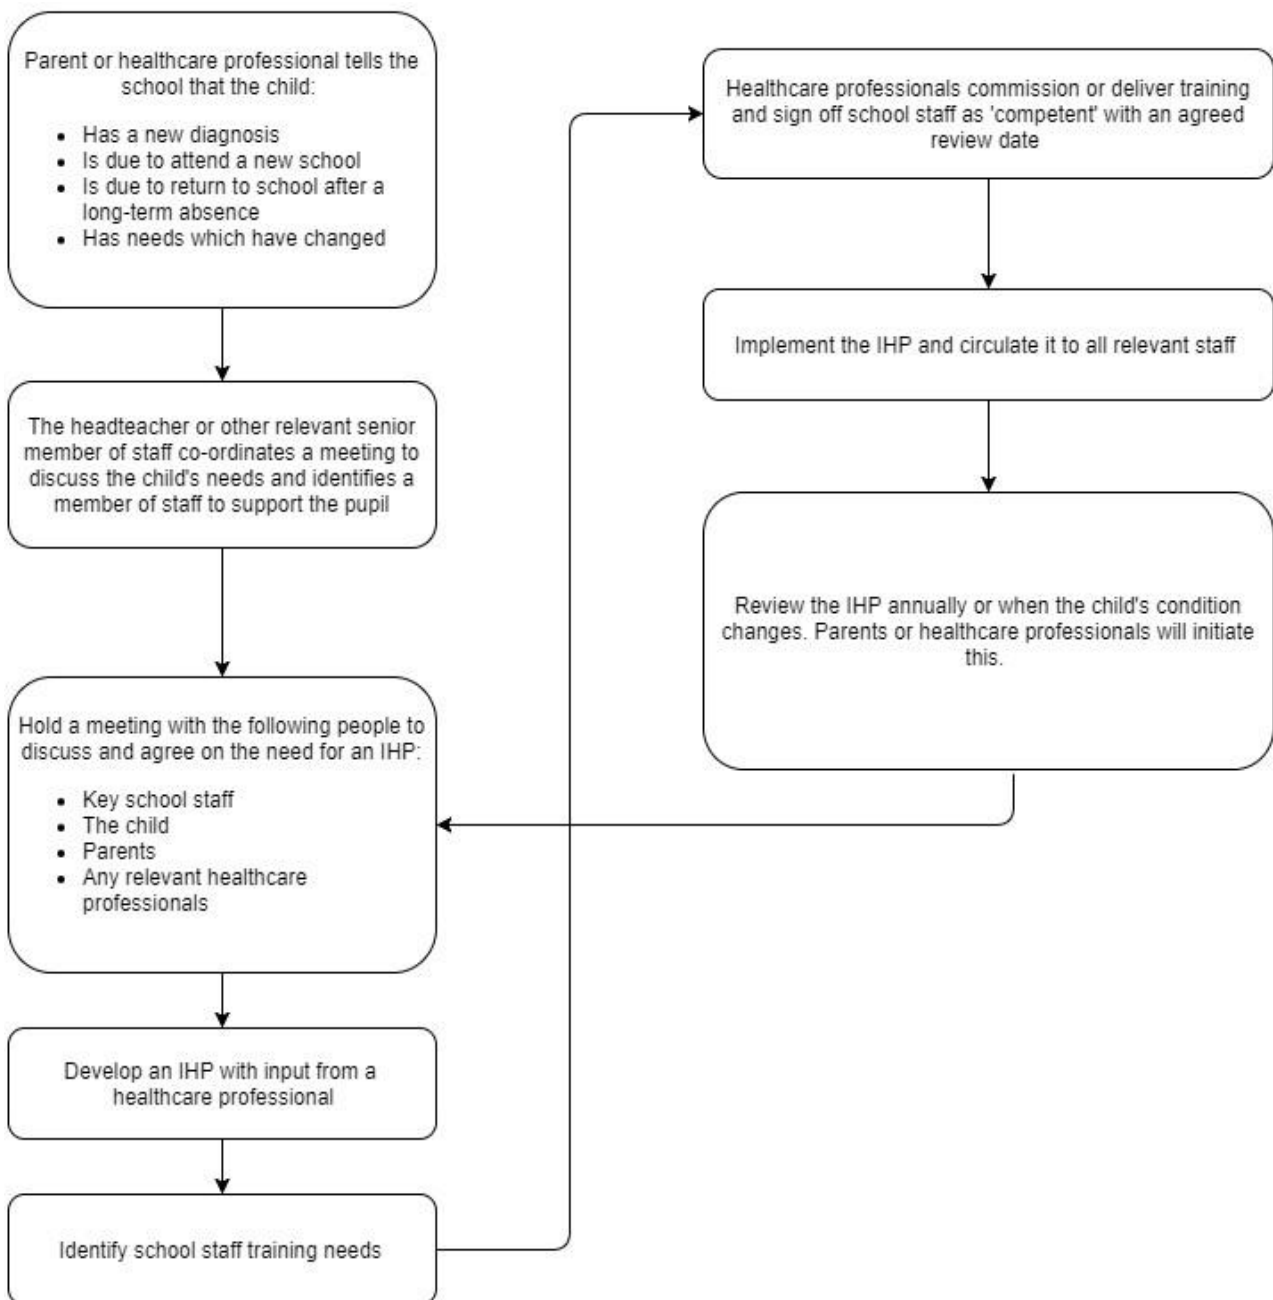 Parent or healthcare professional tells the
school that the child:
• Has a new diagnosis
• Is due to attend a new school
• Is due to return to school after a
long-term absence
• Has needs which have changed
The headteacher or other relevant senior
member of staff co-ordinates a meeting to
discuss the child's needs and identifies a
member of staff to support the pupil
Hold a meeting with the following people to
discuss and agree on the need for an IHP:
• Key school staff
• The child
• Parents
• Any relevant healthcare
professionals
Develop an IHP with input from a
healthcare professional
Identify school staff training needs
Healthcare professionals commission or deliver training
and sign off school staff as 'competent' with an agreed
review date
Implement the IHP and circulate it to all relevant staff
Review the IHP annually or when the child's condition
changes. Parents or healthcare professionals will initiate
this.